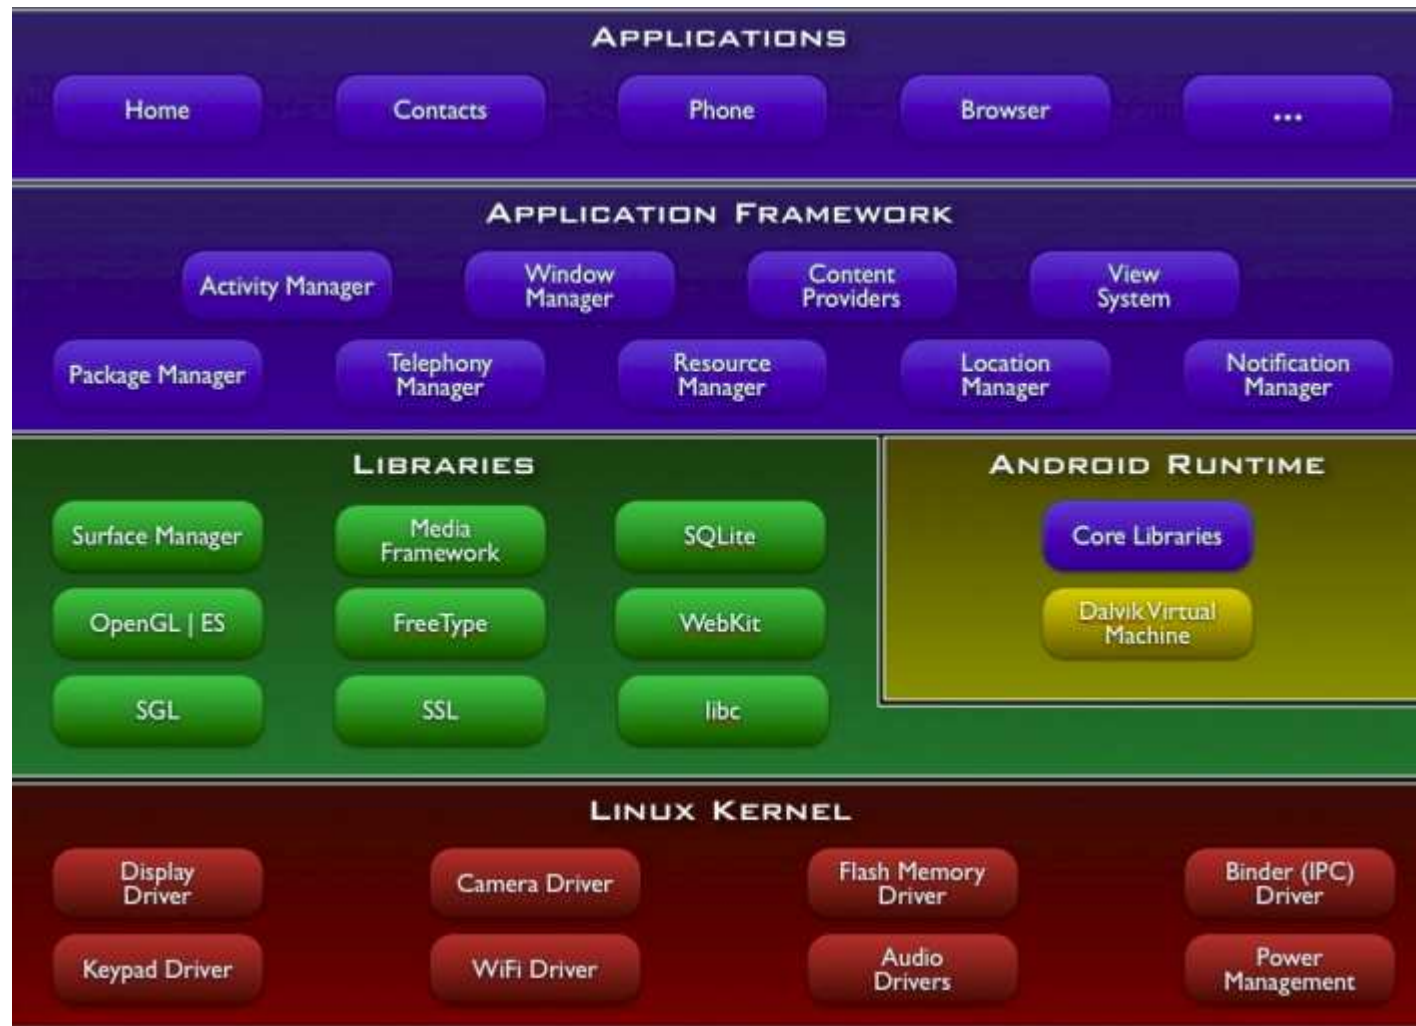 APPLICATIONS
Home
Contacts
Phone
Browser
...
APPLICATION FRAMEWORK
Activity Manager
Window
Manager
Content
Providers
View
System
Package Manager
Telephony
Manager
Resource
Manager
Location
Manager
Notification
Manager
LIBRARIES
Surface Manager
Media
Framework
SQLite
OpenGL | ES
FreeType
WebKit
SGL
SSL
libc
ANDROID RUNTIME
Core Libraries
Dalvik Virtual
Machine
LINUX KERNEL
Display
Driver
Camera Driver
Flash Memory
Driver
Binder (IPC)
Driver
Keypad Driver
WiFi Driver
Audio
Drivers
Power
Management